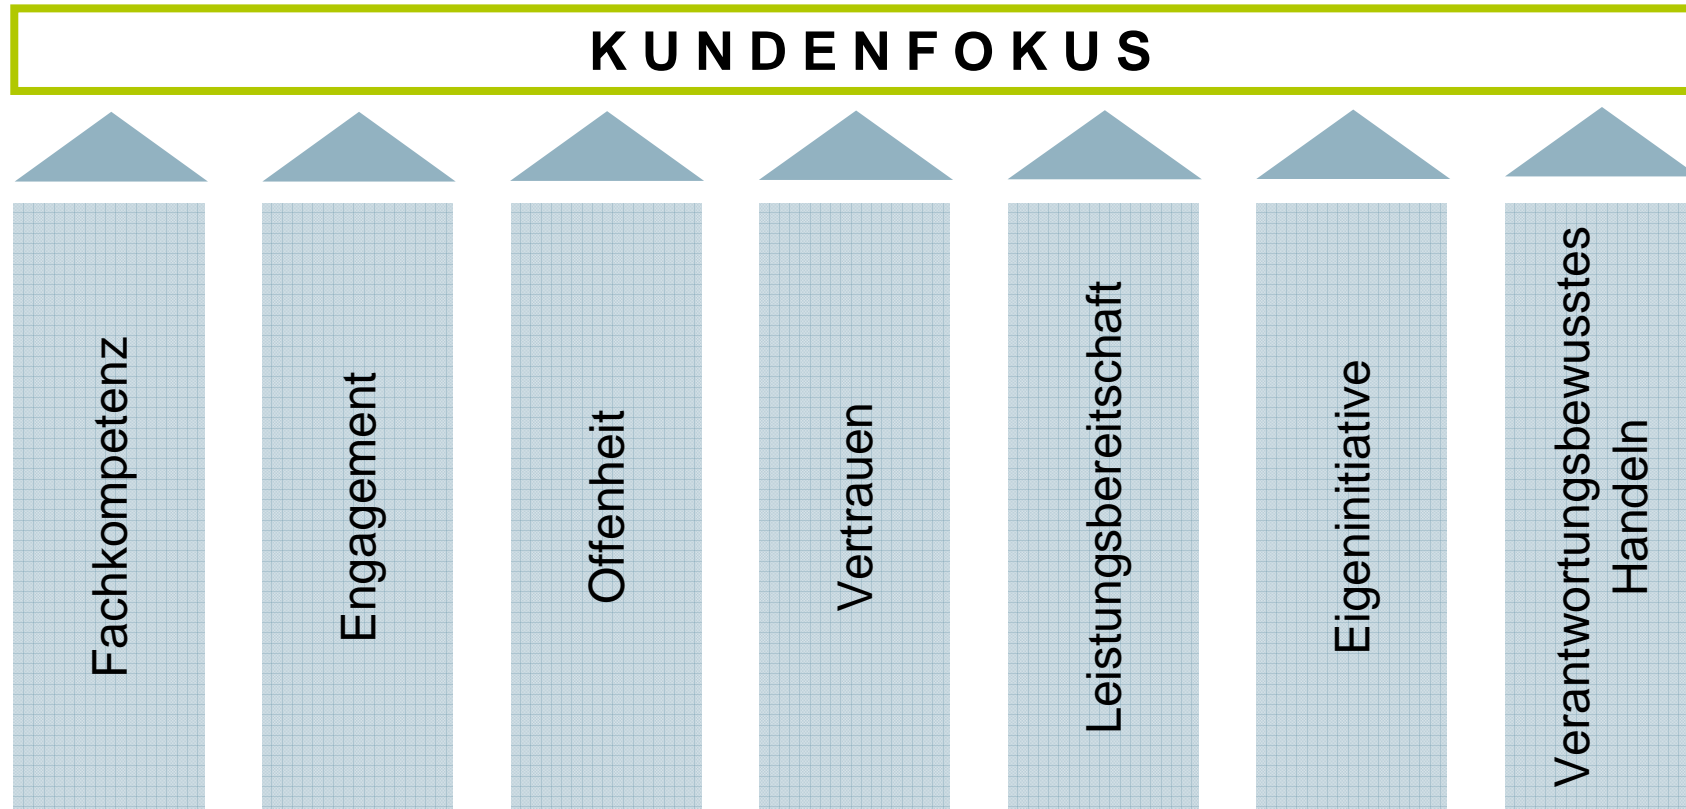 KUNDENFOKUS
Fachkompetenz
Engagement
Offenheit
Vertrauen
Leistungsbereitschaft
Eigeninitiative
Verantwortungsbewusstes
Handeln